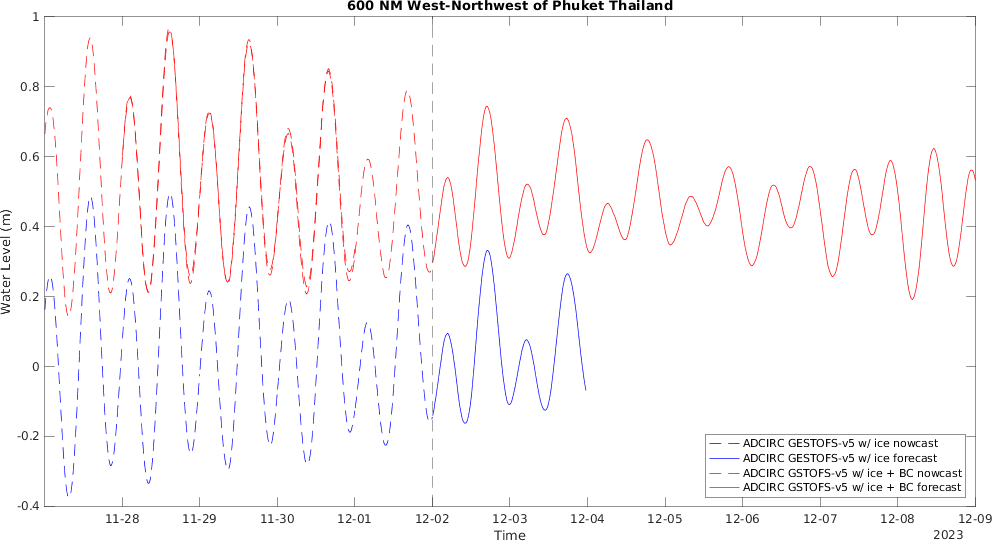 600 NM West-Northwest of Phuket Thailand
1
0.8
0.6
0.4
0.2
0
-0.2
-0.4
Water Level (m)
ADCIRC GESTOFS-v5 w/ ice nowcast
ADCIRC GESTOFS-v5 w/ ice forecast
ADCIRC GSTOFS-v5 w/ ice + BC nowcast
ADCIRC GSTOFS-v5 w/ ice + BC forecast
11-28 11-29 11-30 12-01 12-02 12-03 12-04 12-05 12-06 12-07 12-08 12-09
Time
2023